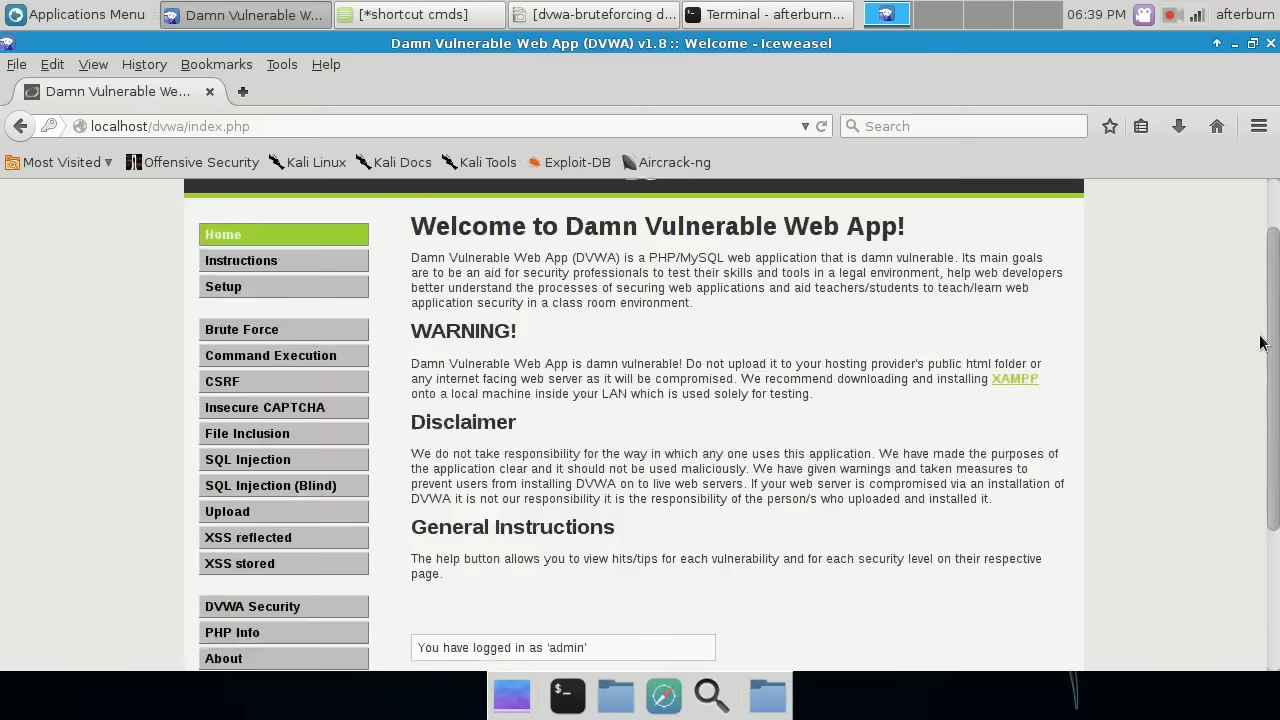 Applications Menu
Damn Vulnerable W...
[*shortcut cmds]
[dvwa-bruteforcing d...
Terminal - afterburn...
06:39 PM
afterburn
Damn Vulnerable Web App (DVWA) v1.8 :: Welcome - Iceweasel
File Edit View History Bookmarks Tools Help
Damn Vulnerable We...
localhost/dvwa/index.php
Search
Most Visited
Offensive Security
Kali Linux
Kali Docs
Kali Tools
Exploit-DB
Aircrack-ng
Home
Instructions
Setup
Brute Force
Command Execution
CSRF
Insecure CAPTCHA
File Inclusion
SQL Injection
SQL Injection (Blind)
Upload
XSS reflected
XSS stored
DVWA Security
PHP Info
About
Welcome to Damn Vulnerable Web App!
Damn Vulnerable Web App (DVWA) is a PHP/MySQL web application that is damn vulnerable. Its main goals
are to be an aid for security professionals to test their skills and tools in a legal environment, help web developers
better understand the processes of securing web applications and aid teachers/students to teach/learn web
application security in a class room environment.
WARNING!
Damn Vulnerable Web App is damn vulnerable! Do not upload it to your hosting provider's public html folder or
any internet facing web server as it will be compromised. We recommend downloading and installing XAMPP
onto a local machine inside your LAN which is used solely for testing.
Disclaimer
We do not take responsibility for the way in which any one uses this application. We have made the purposes of
the application clear and it should not be used maliciously. We have given warnings and taken measures to
prevent users from installing DVWA on to live web servers. If your web server is compromised via an installation of
DVWA it is not our responsibility it is the responsibility of the person/s who uploaded and installed it.
General Instructions
The help button allows you to view hits/tips for each vulnerability and for each security level on their respective
page.
You have logged in as 'admin'
$_